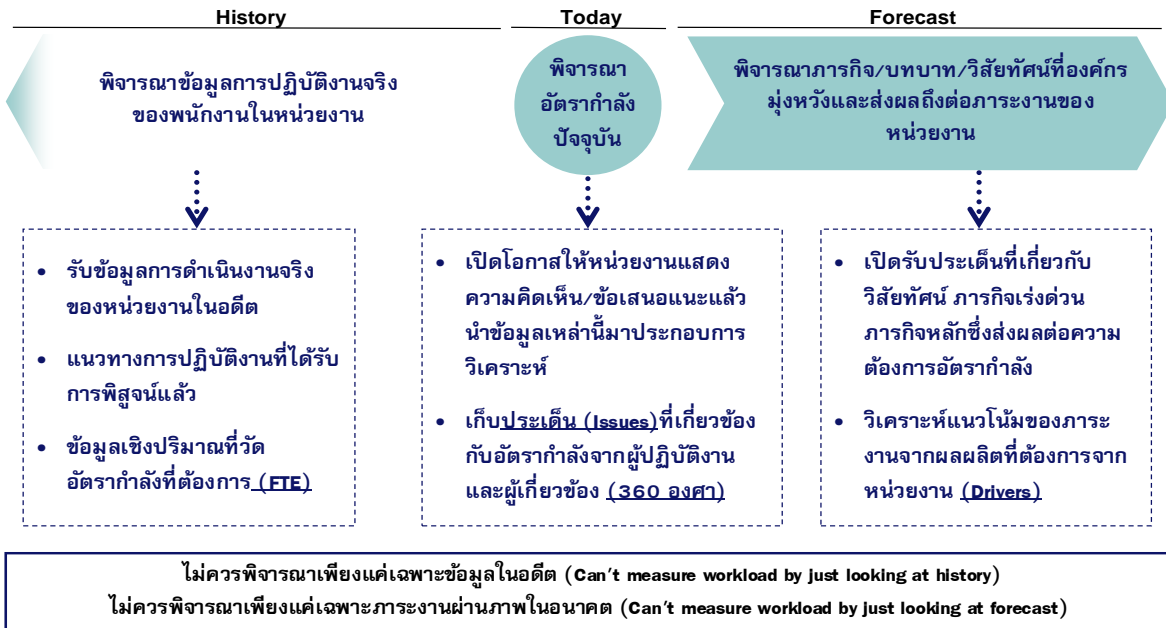 History
Today
Forecast
พิจารณาข้อมูลการปฏิบัติงานจริง
ของพนักงานในหน่วยงาน
พิจารณา
อัตรากำลัง
ปัจจุบัน
พิจารณาภารกิจ/บทบาท/วิสัยทัศน์ที่องค์กร
มุ่งหวังและส่งผลถึงต่อภาระงานของ
หน่วยงาน
• รับข้อมูลการดำเนินงานจริง
ของหน่วยงานในอดีต
• แนวทางการปฏิบัติงานที่ได้รับ
การพิสูจน์แล้ว
• ข้อมูลเชิงปริมาณที่วัด
อัตรากำลังที่ต้องการ (FTE)
• เปิดโอกาสให้หน่วยงานแสดง
ความคิดเห็น/ข้อเสนอแนะแล้ว
นำข้อมูลเหล่านี้มาประกอบการ
วิเคราะห์
• เก็บประเด็น (Issues)ที่เกี่ยวข้อง
กับอัตรากำลังจากผู้ปฏิบัติงาน
และผู้เกี่ยวข้อง (360 องศา)
• เปิดรับประเด็นที่เกี่ยวกับ
วิสัยทัศน์ ภารกิจเร่งด่วน
ภารกิจหลักซึ่งส่งผลต่อความ
ต้องการอัตรากำลัง
• วิเคราะห์แนวโน้มของภาระ
งานจากผลผลิตที่ต้องการจาก
หน่วยงาน (Drivers)
ไม่ควรพิจารณาเพียงแค่เฉพาะข้อมูลในอดีต (Can't measure workload by just looking at history)
ไม่ควรพิจารณาเพียงแค่เฉพาะภาระงานผ่านภาพในอนาคต (Can't measure workload by just looking at forecast)